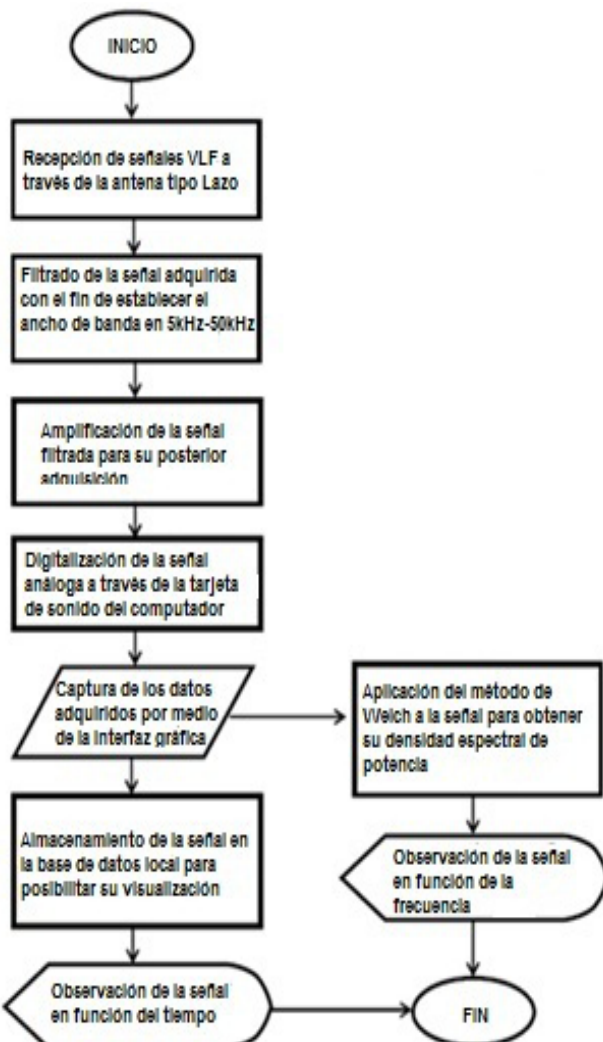 INICIO
Recepción de señales VLF a
través de la antena tipo Lazo
Filtrado de la señal adquirida
con el fin de establecer el
ancho de banda en 5kHz-50kHz
Amplificación de la señal
filtrada para su posterior
adquisición
Digitalización de la señal
análoga a través de la tarjeta
de sonido del computador
Captura de los datos
adquiridos por medio
de la interfaz gráfica
Aplicación del método de
Welch a la señal para obtener
su densidad espectral de
potencia
Almacenamiento de la señal en
la base de datos local para
posibilitar su visualización
Observación de la señal
en función de la
frecuencia
Observación de la señal
en función del tiempo
FIN